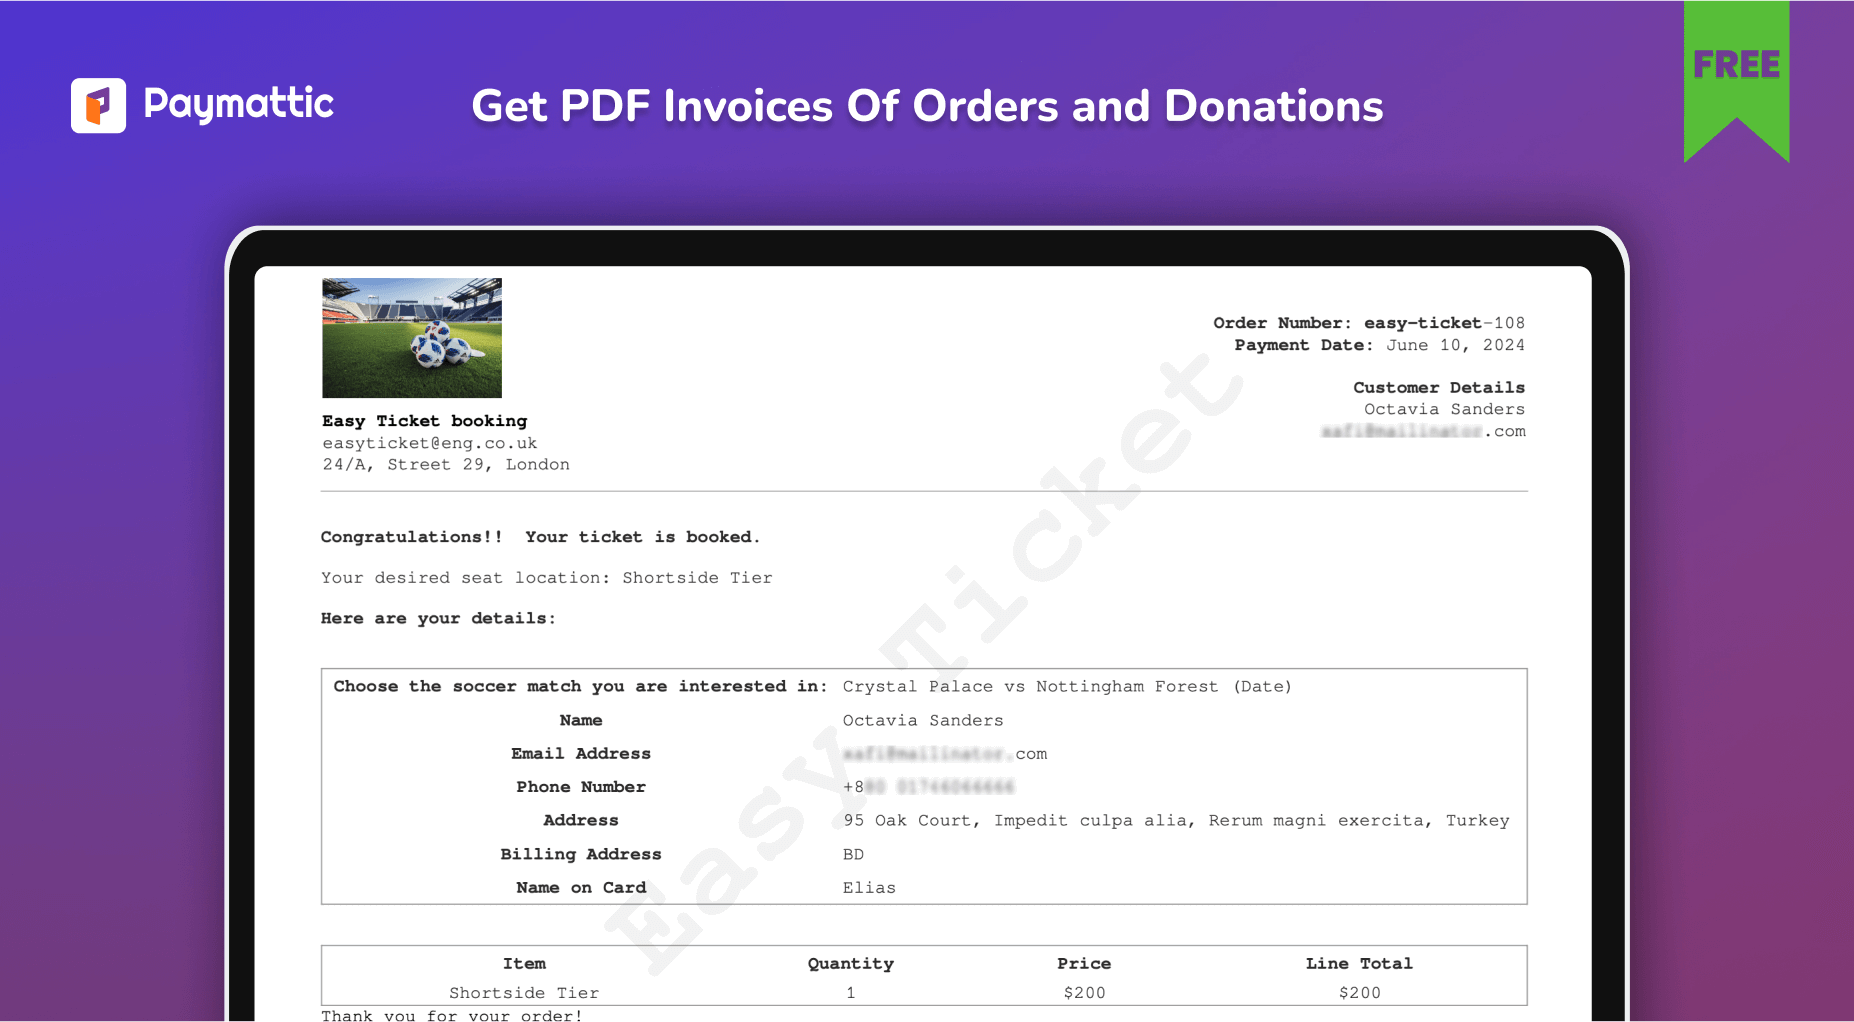 Paymattic
Get PDF Invoices Of Orders and Donations
FREE
Order Number: easy-ticket-108
Payment Date: June 10, 2024
Customer Details
Octavia Sanders
.com
Easy Ticket booking
easyticket@eng.co.uk
24/A, Street 29, London
Easy Ticket
Congratulations!! Your ticket is booked.
Your desired seat location: Shortside Tier
Here are your details:
Choose the soccer match you are interested in: Crystal Palace vs Nottingham Forest (Date)
Name Octavia Sanders
Email Address .com
Phone Number +8
Address 95 Oak Court, Impedit culpa alia, Rerum magni exercita, Turkey
Billing Address BD
Name on Card Elias
Item Quantity Price Line Total
Shortside Tier 1 $200 $200
Thank you for your order!